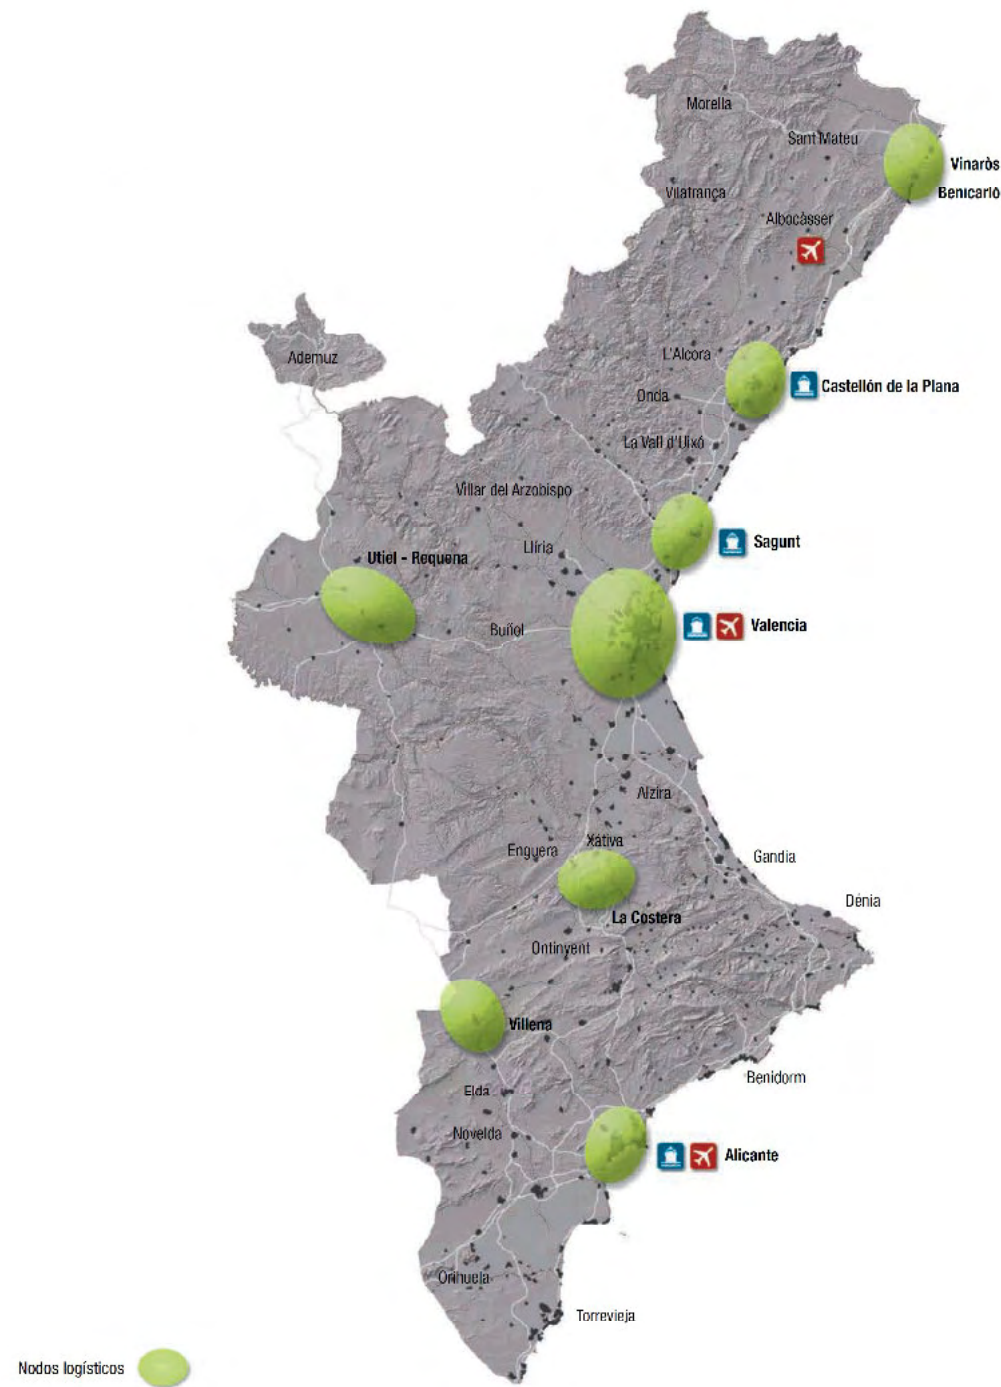 Morella
Sant Mateu
Vinaròs
Vilafrança
Benicarló
Albocàsser
Ademuz
L'Alcora
Castellón de la Plana
Onda
La Vall d'Uixó
Villar del Arzobispo
Sagunt
Llíria
Utiel - Requena
Valencia
Buñol
Alzira
Xàtiva
Enguera
Gandia
Dénia
La Costera
Ontinyent
Villena
Benidorm
Elda
Novelda
Alicante
Orihuela
Torrevieja
Nodos logísticos